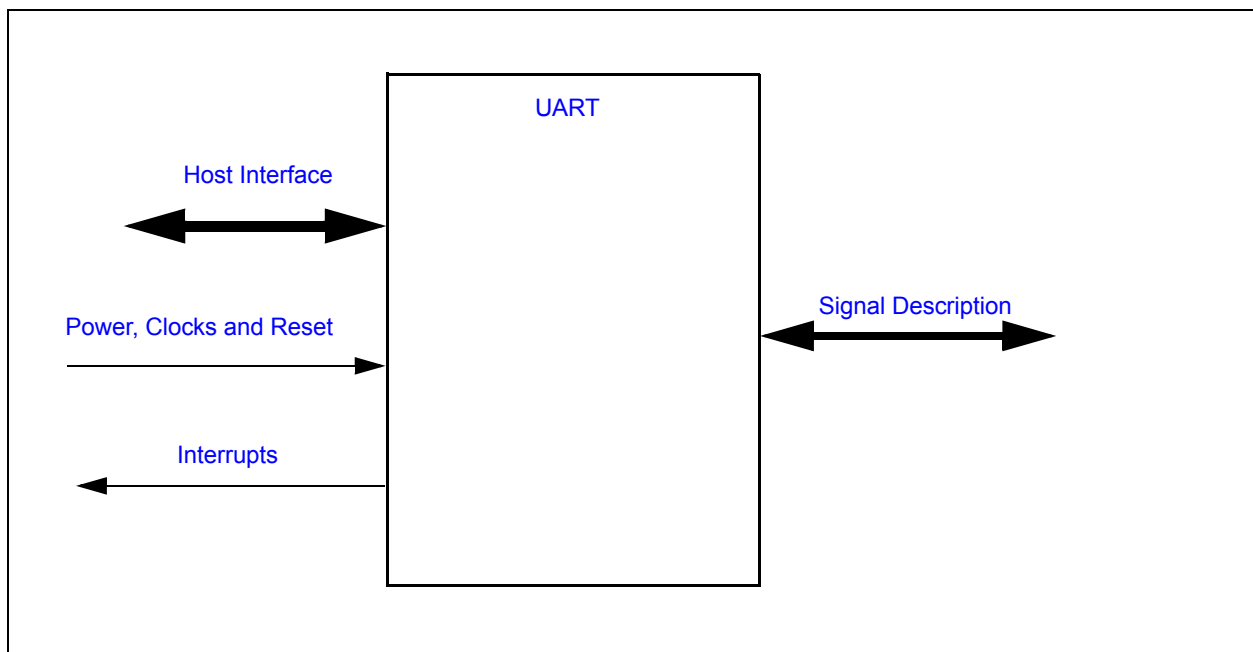 UART
Host Interface
Signal Description
Power, Clocks and Reset
Interrupts